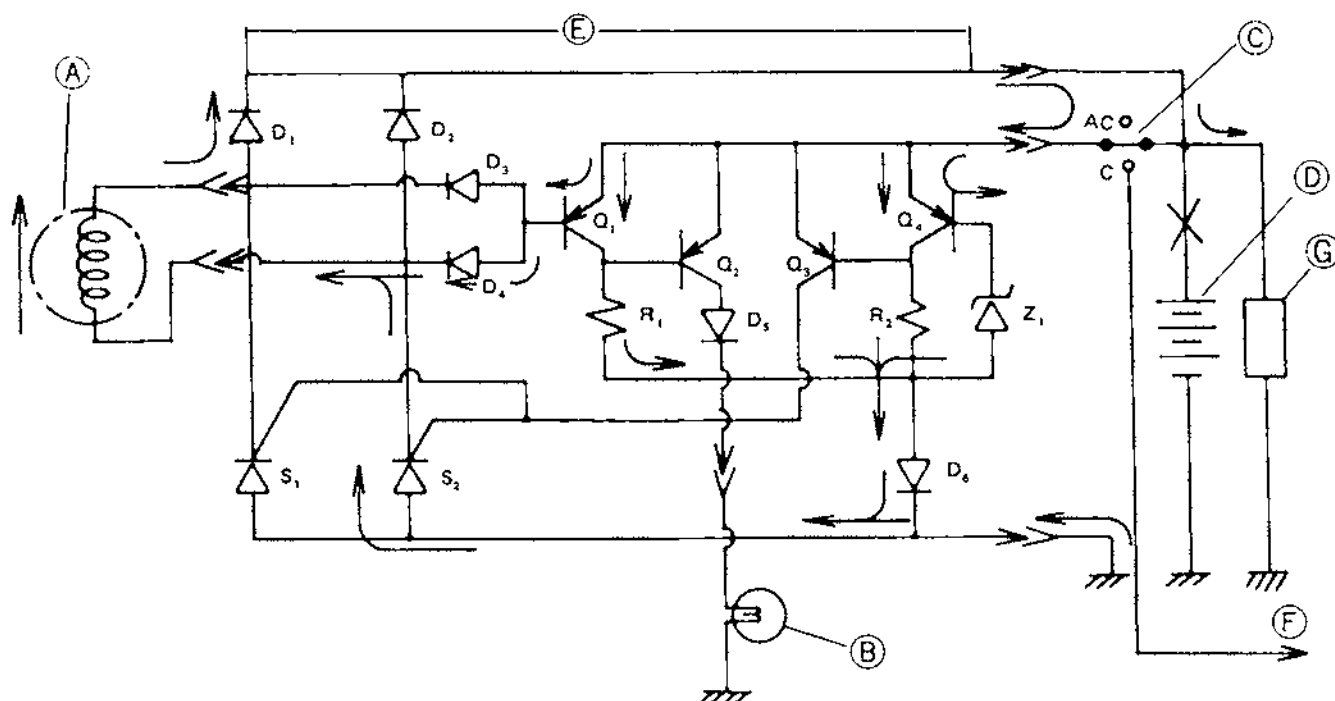 E
A
C
D₁
D₂
AC
D₃
C
D
Q₁
Q₄
G
D₄
Q₂
Q₃
R₁
D₅
R₂
Z₁
S₁
S₂
D₆
F
B